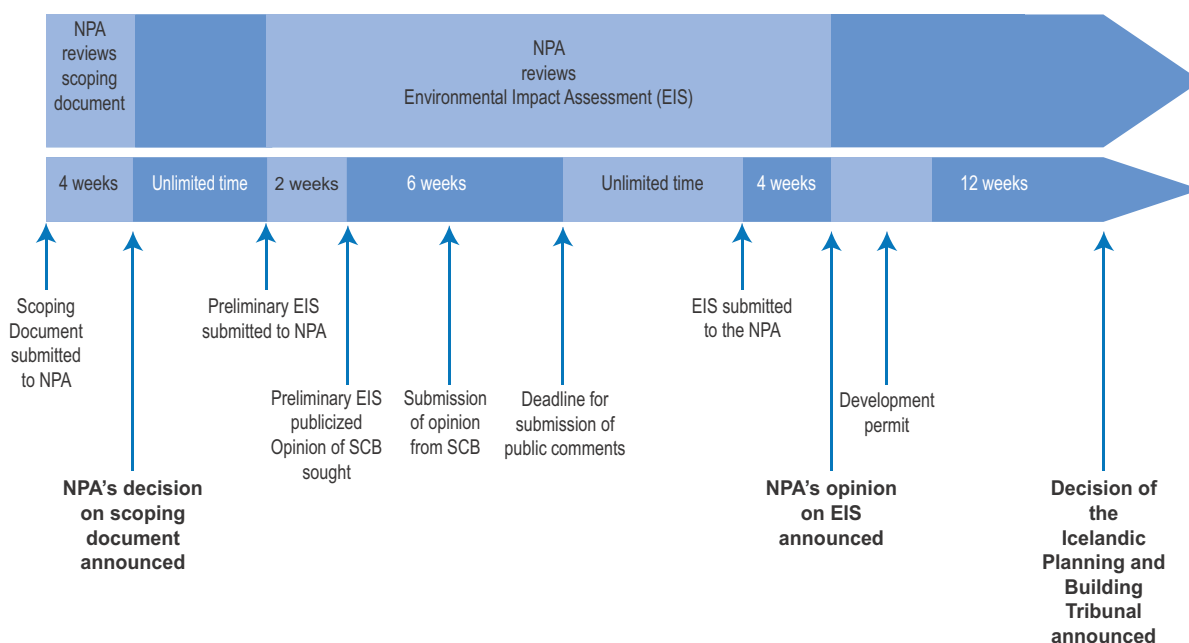 NPA
reviews
scoping
document
NPA
reviews
Environmental Impact Assessment (EIS)
4 weeks
Unlimited time
2 weeks
6 weeks
Unlimited time
4 weeks
12 weeks
Scoping
Document
submitted
to NPA
Preliminary EIS
submitted to NPA
EIS submitted
to the NPA
Preliminary EIS
publicized
Opinion of SCB
sought
Submission
of opinion
from SCB
Deadline for
submission of
public comments
Development
permit
NPA's decision
on scoping
document
announced
NPA's opinion
on EIS
announced
Decision of
the
Icelandic
Planning and
Building
Tribunal
announced